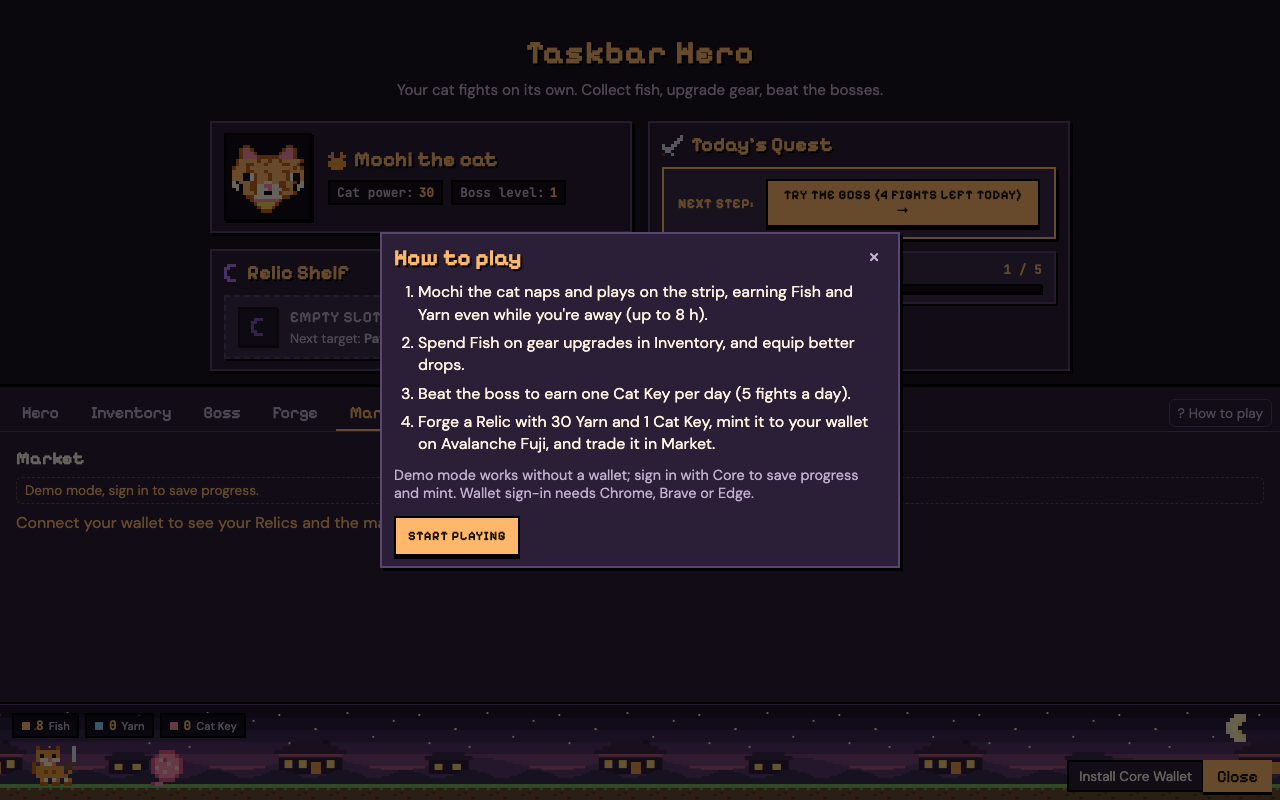 Taskbar Hero
Your cat fights on its own. Collect fish, upgrade gear, beat the bosses.
Mochi the cat
Cat power: 30
Boss level: 1
Today's Quest
NEXT STEP:
TRY THE BOSS (4 FIGHTS LEFT TODAY)
→
1 / 5
Relic Shelf
EMPTY SLOT
Next target:
How to play
×
1. Mochi the cat naps and plays on the strip, earning Fish and
Yarn even while you're away (up to 8 h).
2. Spend Fish on gear upgrades in Inventory, and equip better
drops.
3. Beat the boss to earn one Cat Key per day (5 fights a day).
4. Forge a Relic with 30 Yarn and 1 Cat Key, mint it to your wallet
on Avalanche Fuji, and trade it in Market.
Demo mode works without a wallet; sign in with Core to save progress
and mint. Wallet sign-in needs Chrome, Brave or Edge.
START PLAYING
Hero
Inventory
Boss
Forge
? How to play
Market
Demo mode, sign in to save progress.
Connect your wallet to see your Relics and the
8 Fish
0 Yarn
0 Cat Key
Install Core Wallet
Close